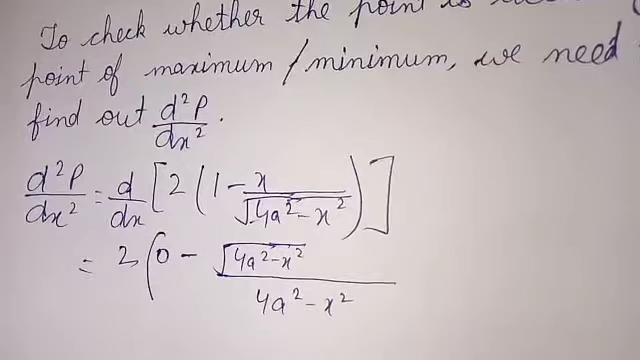 To check whether the point is
point of maximum/minimum, we need
find out d²P/dx².
d²P/dx² = d/dx [2 (1 - x/√(4a² - x²))]
= 2 (0 - √(4a² - x²)/(4a² - x²)